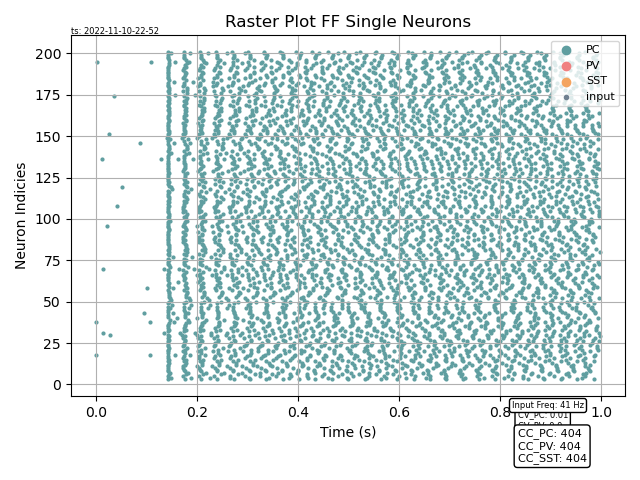 Raster Plot FF Single Neurons
ts: 2022-11-10-22-52
PC
PV
SST
input
200
175
150
125
100
75
50
25
0
Neuron Indicies
0.0 0.2 0.4 0.6 0.8 1.0
Time (s)
Input Freq: 41 Hz
CV_PC: 0.01
CC_PC: 404
CC_PV: 404
CC_SST: 404